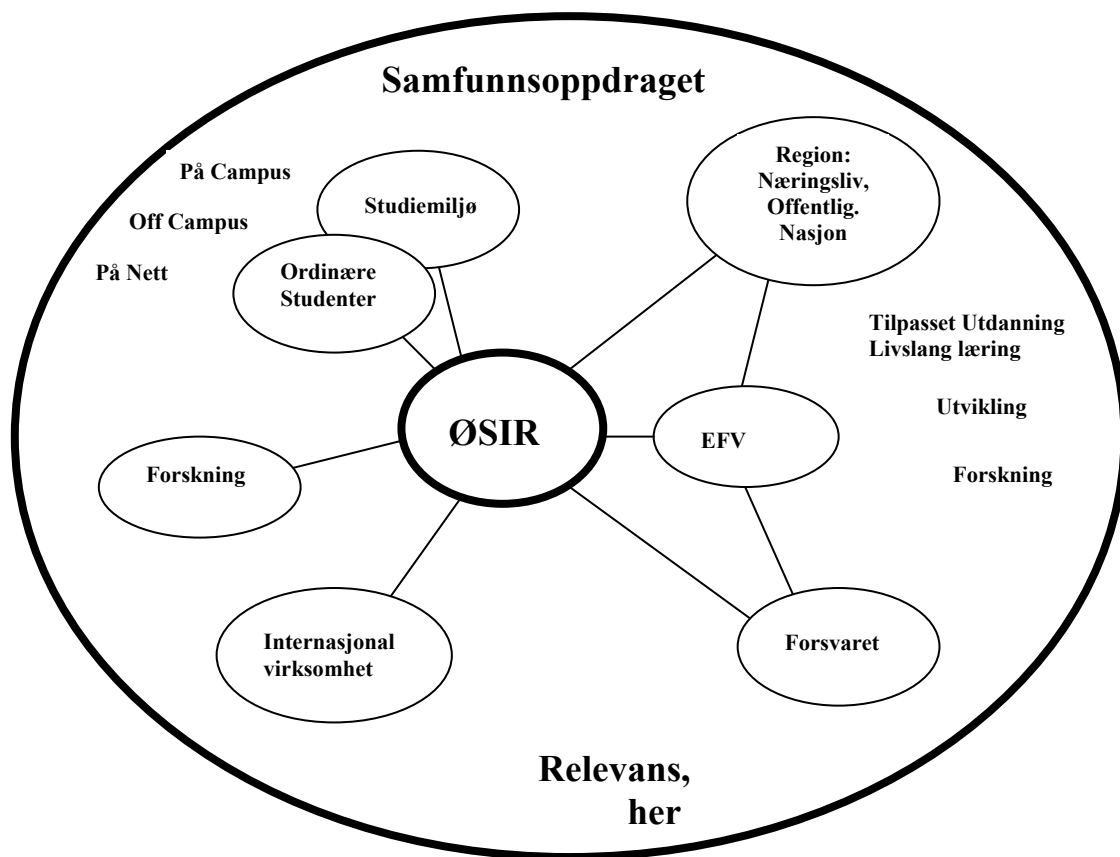 Samfunnsoppdraget
På Campus
Off Campus
På Nett
Studiemiljø
Ordinære
Studenter
Region:
Næringsliv,
Offentlig.
Nasjon
Tilpasset Utdanning
Livslang læring
Utvikling
Forskning
ØSIR
EFV
Forskning
Internasjonal
virksomhet
Forsvaret
Relevans,
her